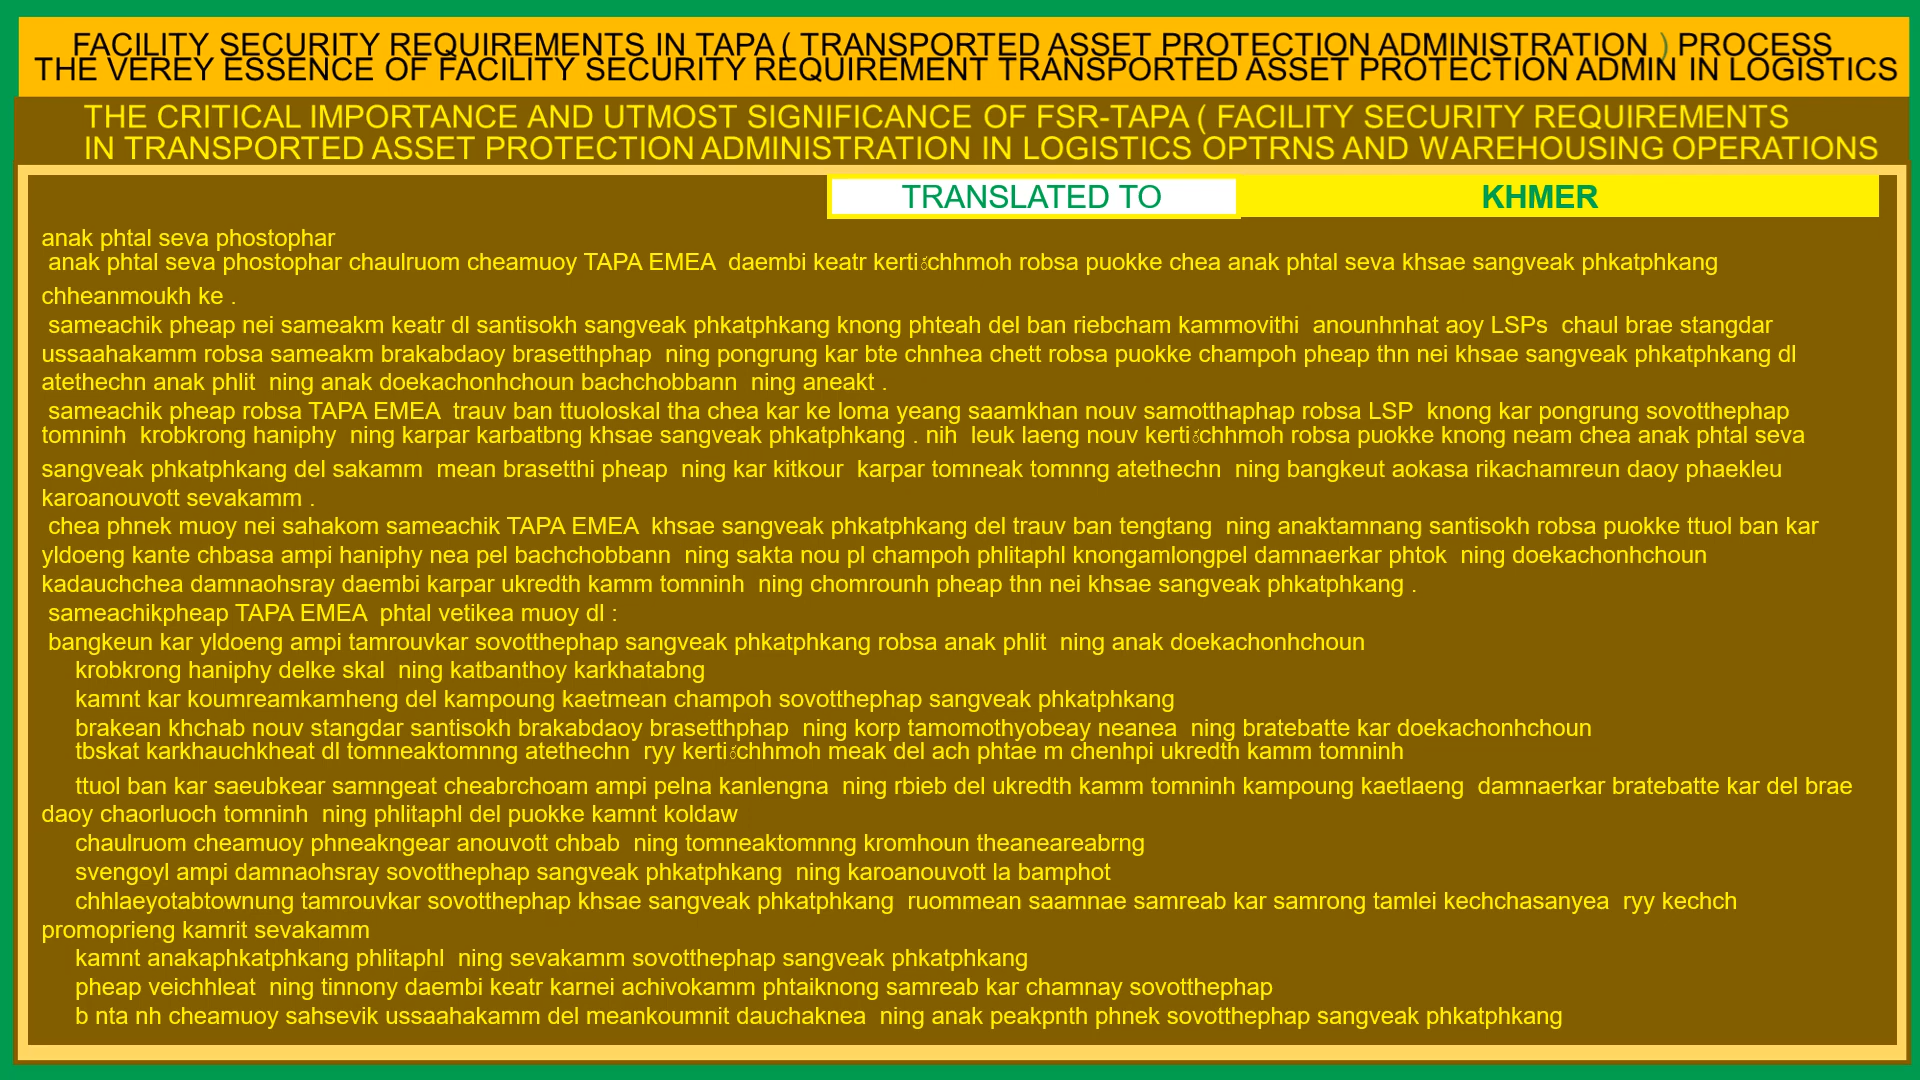 FACILITY SECURITY REQUIREMENTS IN TAPA ( TRANSPORTED ASSET PROTECTION ADMINISTRATION ) PROCESS
THE VEREY ESSENCE OF FACILITY SECURITY REQUIREMENT TRANSPORTED ASSET PROTECTION ADMIN IN LOGISTICS
THE CRITICAL IMPORTANCE AND UTMOST SIGNIFICANCE OF FSR-TAPA ( FACILITY SECURITY REQUIREMENTS
IN TRANSPORTED ASSET PROTECTION ADMINISTRATION IN LOGISTICS OPTRNS AND WAREHOUSING OPERATIONS
TRANSLATED TO KHMER
anak phtal seva phostophar
anak phtal seva phostophar chaulruom cheamuoy TAPA EMEA daembi keatr kerti៍chhmoh robsa puokke chea anak phtal seva khsae sangveak phkatphkang
chheanmoukh ke .
sameachik pheap nei sameakm keatr dl santisokh sangveak phkatphkang knong phteah del ban riebcham kammovithi anounhnhat aoy LSPs chaul brae stangdar
ussaahakamm robsa sameakm brakabdaoy brasetthphap ning pongrung kar bte chnhea chett robsa puokke champoh pheap thn nei khsae sangveak phkatphkang dl
atethechn anak phlit ning anak doekachonhchoun bachchobbann ning aneakt .
sameachik pheap robsa TAPA EMEA trauv ban ttuoloskal tha chea kar ke loma yeang saamkhan nouv samotthaphap robsa LSP knong kar pongrung sovotthephap
tomninh krobkrong haniphy ning karpar karbatbng khsae sangveak phkatphkang . nih leuk laeng nouv kerti៍chhmoh robsa puokke knong neam chea anak phtal seva
sangveak phkatphkang del sakamm mean brasetthi pheap ning kar kitkour karpar tomneak tomnng atethechn ning bangkeut aokasa rikachamreun daoy phaekleu
karoanouvott sevakamm .
chea phnek muoy nei sahakom sameachik TAPA EMEA khsae sangveak phkatphkang del trauv ban tengtang ning anaktamnang santisokh robsa puokke ttuol ban kar
yldoeng kante chbasa ampi haniphy nea pel bachchobbann ning sakta nou pl champoh phlitaphl knongamlongpel damnaerkar phtok ning doekachonhchoun
kadauchchea damnaohsray daembi karpar ukredth kamm tomninh ning chomrounh pheap thn nei khsae sangveak phkatphkang .
sameachikpheap TAPA EMEA phtal vetikea muoy dl :
bangkeun kar yldoeng ampi tamrouvkar sovotthephap sangveak phkatphkang robsa anak phlit ning anak doekachonhchoun
krobkrong haniphy delke skal ning katbanthoy karkhatabng
kamnt kar koumreamkamheng del kampoung kaetmean champoh sovotthephap sangveak phkatphkang
brakean khchab nouv stangdar santisokh brakabdaoy brasetthphap ning korp tamomothyobeay neanea ning bratebatte kar doekachonhchoun
tbskat karkhauchkheat dl tomneaktomnng atethechn ryy kerti៍chhmoh meak del ach phtae m chenhpi ukredth kamm tomninh
ttuol ban kar saeubkear samngeat cheabrchoam ampi pelna kanlengna ning rbieb del ukredth kamm tomninh kampoung kaetlaeng damnaerkar bratebatte kar del brae
daoy chaorluoch tomninh ning phlitaphl del puokke kamnt koldaw
chaulruom cheamuoy phneakngear anouvott chbab ning tomneaktomnng kromhoun theaneareabrng
svengoyl ampi damnaohsray sovotthephap sangveak phkatphkang ning karoanouvott la bamphot
chhlaeyotabtownung tamrouvkar sovotthephap khsae sangveak phkatphkang ruommean saamnae samreab kar samrong tamlei kechchasanyea ryy kechch
promoprieng kamrit sevakamm
kamnt anakaphkatphkang phlitaphl ning sevakamm sovotthephap sangveak phkatphkang
pheap veichhleat ning tinnony daembi keatr karnei achivokamm phtaiknong samreab kar chamnay sovotthephap
b nta nh cheamuoy sahsevik ussaahakamm del meankoumnit dauchaknea ning anak peakpnth phnek sovotthephap sangveak phkatphkang